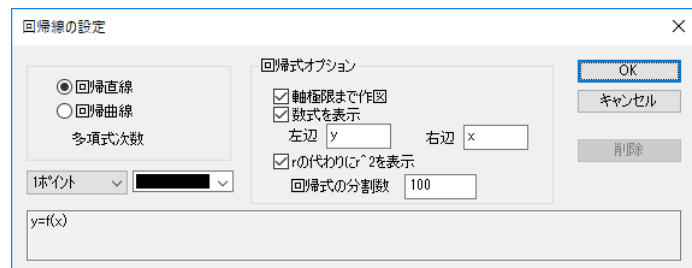 回帰線の設定
回帰直線
回帰曲線
多項式次数
1ポイント
回帰式オプション
軸極限まで作図
数式を表示
左辺 y 右辺 x
rの代わりにr^2を表示
回帰式の分割数 100
OK
キャンセル
削除
y=f(x)